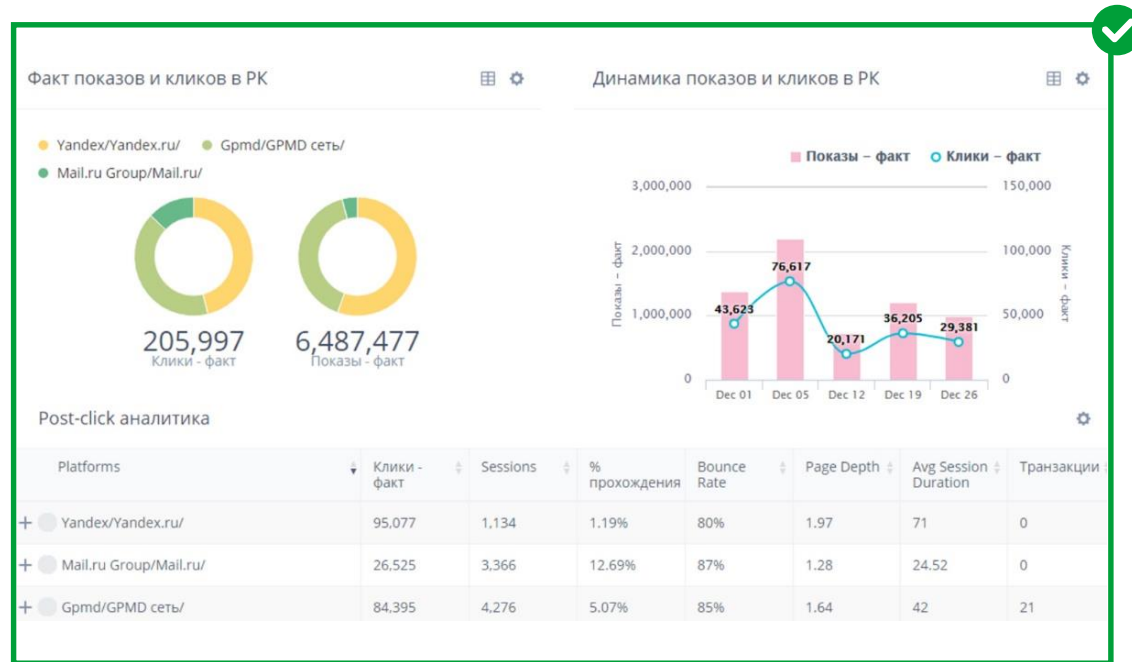 Факт показов и кликов в РК
Yandex/Yandex.ru/ Gpmd/GPMD сеть/
Mail.ru Group/Mail.ru/
205,997 6,487,477
Клики - факт Показы - факт
Динамика показов и кликов в РК
Показы – факт Клики – факт
3,000,000 150,000
2,000,000 100,000
1,000,000 50,000
0 0
Показы – факт
Клики – факт
43,623 76,617 20,171 36,205 29,381
Dec 01 Dec 05 Dec 12 Dec 19 Dec 26
Post-click аналитика
Platforms Клики - факт Sessions % прохождения Bounce Rate Page Depth Avg Session Duration Транзакции
Yandex/Yandex.ru/ 95,077 1,134 1.19% 80% 1.97 71 0
Mail.ru Group/Mail.ru/ 26,525 3,366 12.69% 87% 1.28 24.52 0
Gpmd/GPMD сеть/ 84,395 4,276 5.07% 85% 1.64 42 21